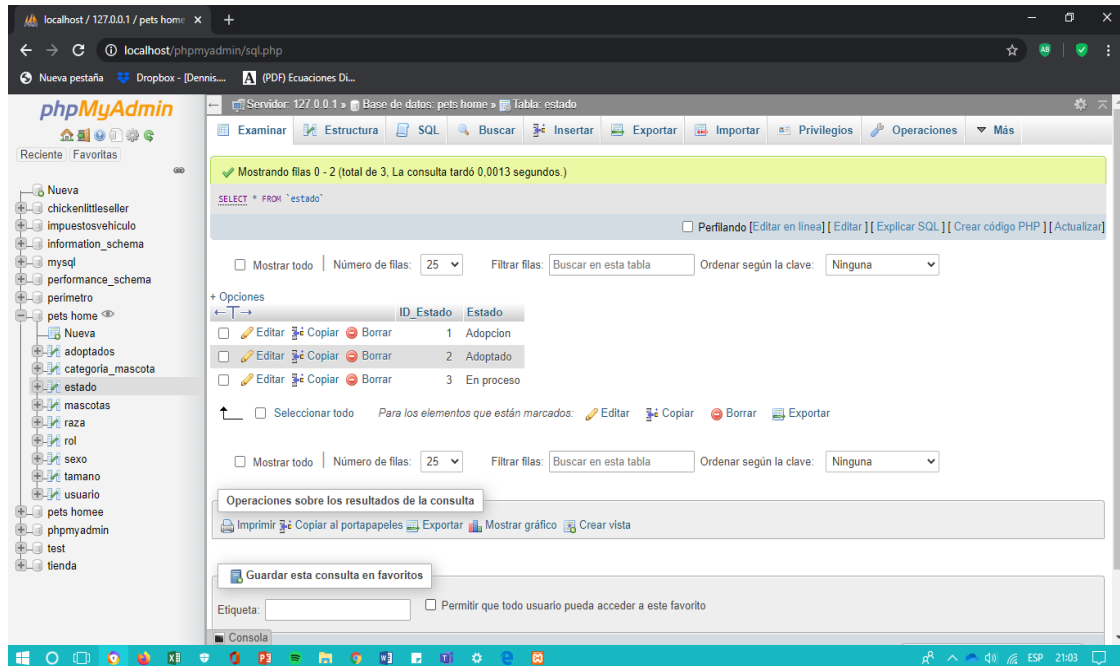 localhost / 127.0.0.1 / pets home
localhost/phpmyadmin/sql.php
AB
Nueva pestaña Dropbox - [Dennis.... (PDF) Ecuaciones Di...
phpMyAdmin
Reciente Favoritas
Nueva
chickenlittleseller
impuestosvehiculo
information_schema
mysql
performance_schema
perimetro
pets home
Nueva
adoptados
categoria_mascota
estado
mascotas
raza
rol
sexo
tamano
usuario
pets homee
phpmyadmin
test
tienda
Servidor: 127.0.0.1 » Base de datos: pets home » Tabla: estado
Examinar Estructura SQL Buscar Insertar Exportar Importar Privilegios Operaciones Más
Mostrando filas 0 - 2 (total de 3, La consulta tardó 0,0013 segundos.)
SELECT * FROM `estado`
Perfilando [Editar en línea] [ Editar ] [ Explicar SQL ] [ Crear código PHP ] [ Actualizar]
Mostrar todo Número de filas: 25 Filtrar filas: Buscar en esta tabla Ordenar según la clave: Ninguna
+ Opciones
ID_Estado Estado
Editar Copiar Borrar 1 Adopcion
Editar Copiar Borrar 2 Adoptado
Editar Copiar Borrar 3 En proceso
Seleccionar todo Para los elementos que están marcados: Editar Copiar Borrar Exportar
Mostrar todo Número de filas: 25 Filtrar filas: Buscar en esta tabla Ordenar según la clave: Ninguna
Operaciones sobre los resultados de la consulta
Imprimir Copiar al portapapeles Exportar Mostrar gráfico Crear vista
Guardar esta consulta en favoritos
Etiqueta: Permitir que todo usuario pueda acceder a este favorito
Consola
ESP 21:03